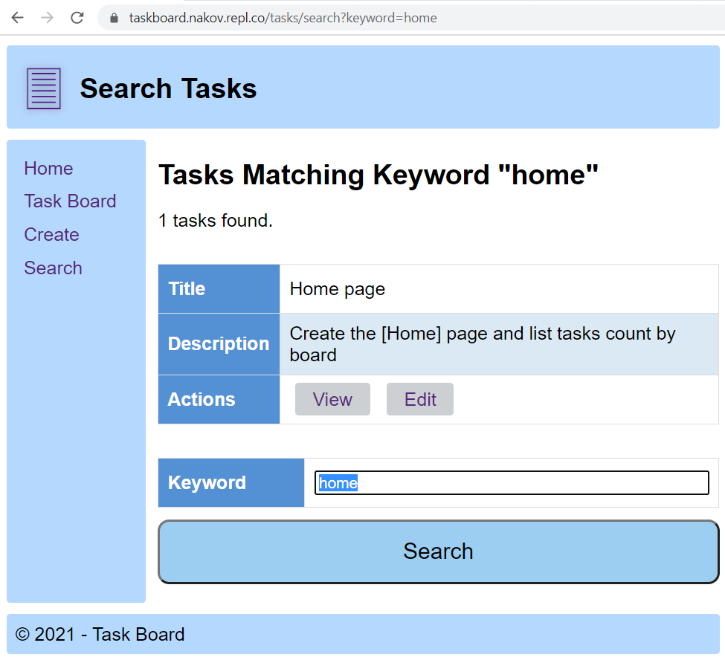 taskboard.nakov.repl.co/tasks/search?keyword=home
Search Tasks
Home
Task Board
Create
Search
Tasks Matching Keyword "home"
1 tasks found.
Title
Home page
Description
Create the [Home] page and list tasks count by
board
Actions
View
Edit
Keyword
home
Search
© 2021 - Task Board